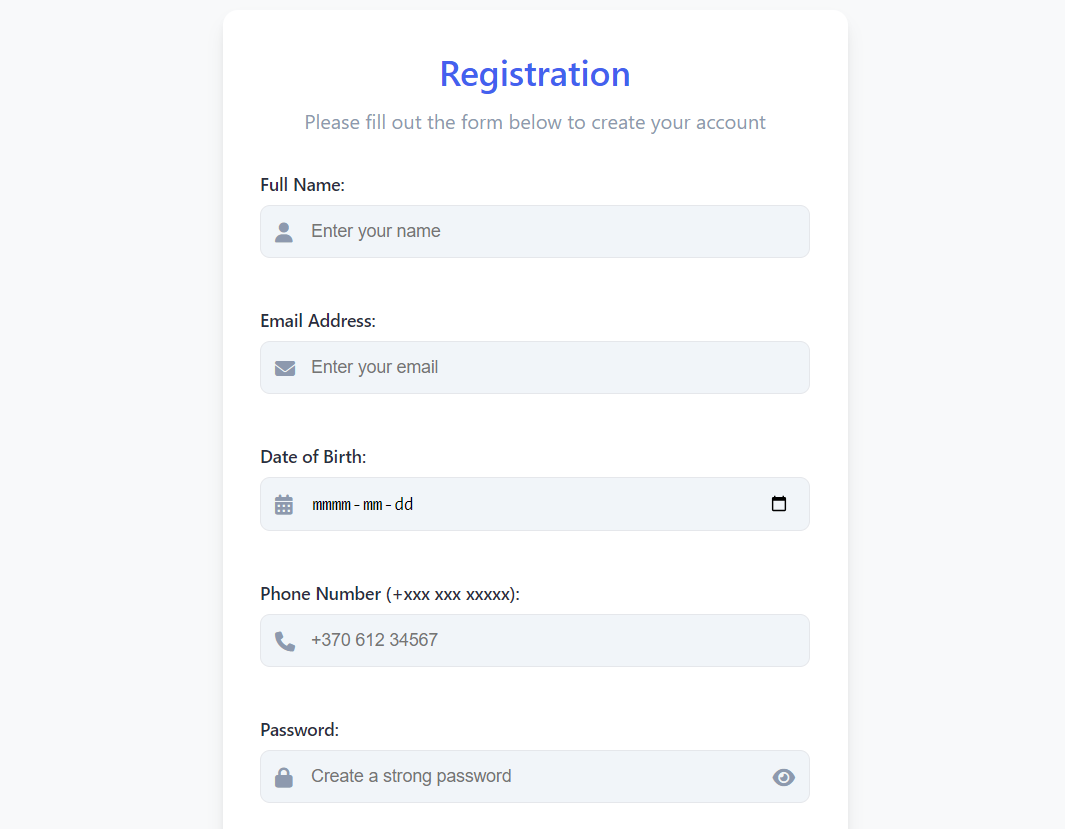 Registration
Please fill out the form below to create your account
Full Name:
Enter your name
Email Address:
Enter your email
Date of Birth:
mmmm-mm-dd
Phone Number (+xxx xxx xxxxx):
+370 612 34567
Password:
Create a strong password